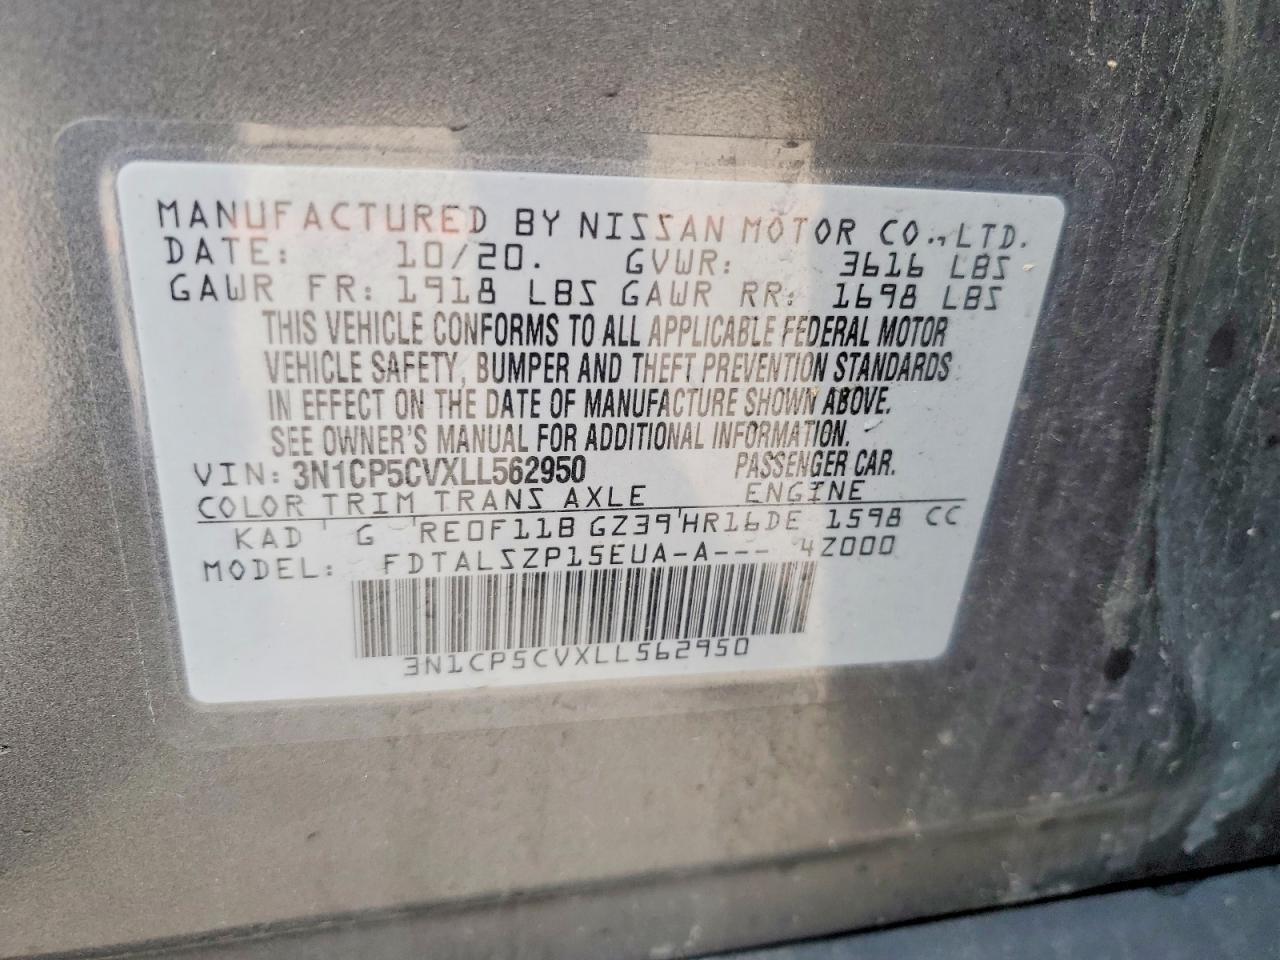 MANUFACTURED BY NISSAN MOTOR CO., LTD.
DATE: 10/20. GVWR: 3616 LBS
GAWR FR: 1918 LBS GAWR RR: 1698 LBS
THIS VEHICLE CONFORMS TO ALL APPLICABLE FEDERAL MOTOR
VEHICLE SAFETY, BUMPER AND THEFT PREVENTION STANDARDS
IN EFFECT ON THE DATE OF MANUFACTURE SHOWN ABOVE.
SEE OWNER'S MANUAL FOR ADDITIONAL INFORMATION.
VIN: 3N1CP5CVXLL562950 PASSENGER CAR.
COLOR TRIM TRANS AXLE ENGINE
KAD G RE0F11B GZ39 HR16DE 1598 CC
MODEL: FDTALSZP15EUA-A--- 4Z000
3N1CP5CVXLL562950